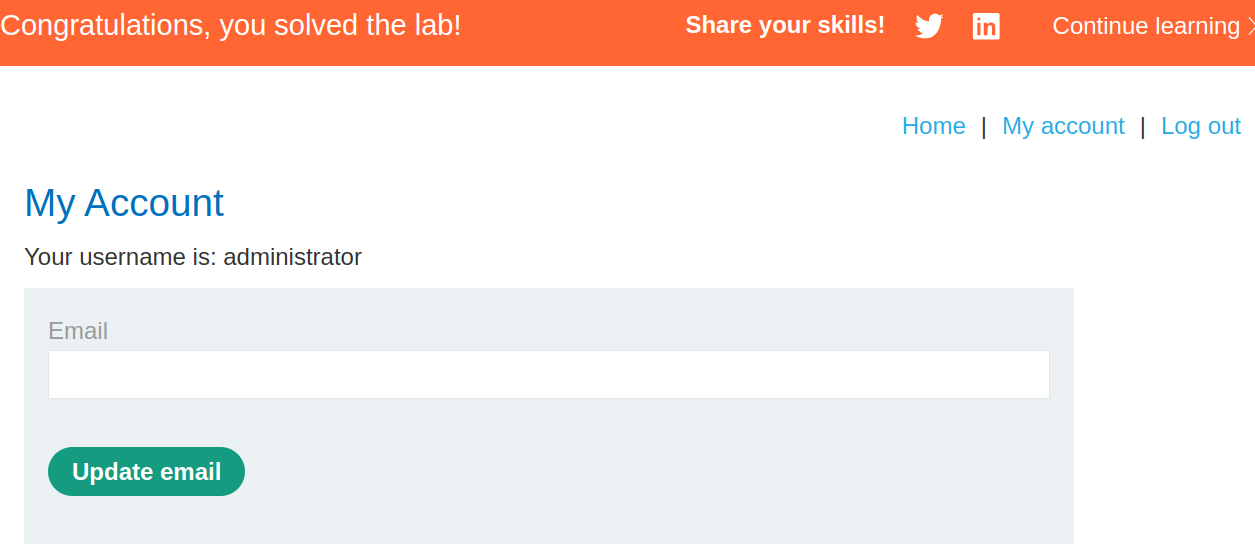 Congratulations, you solved the lab!
Share your skills!
Continue learning
Home | My account | Log out
My Account
Your username is: administrator
Email
Update email